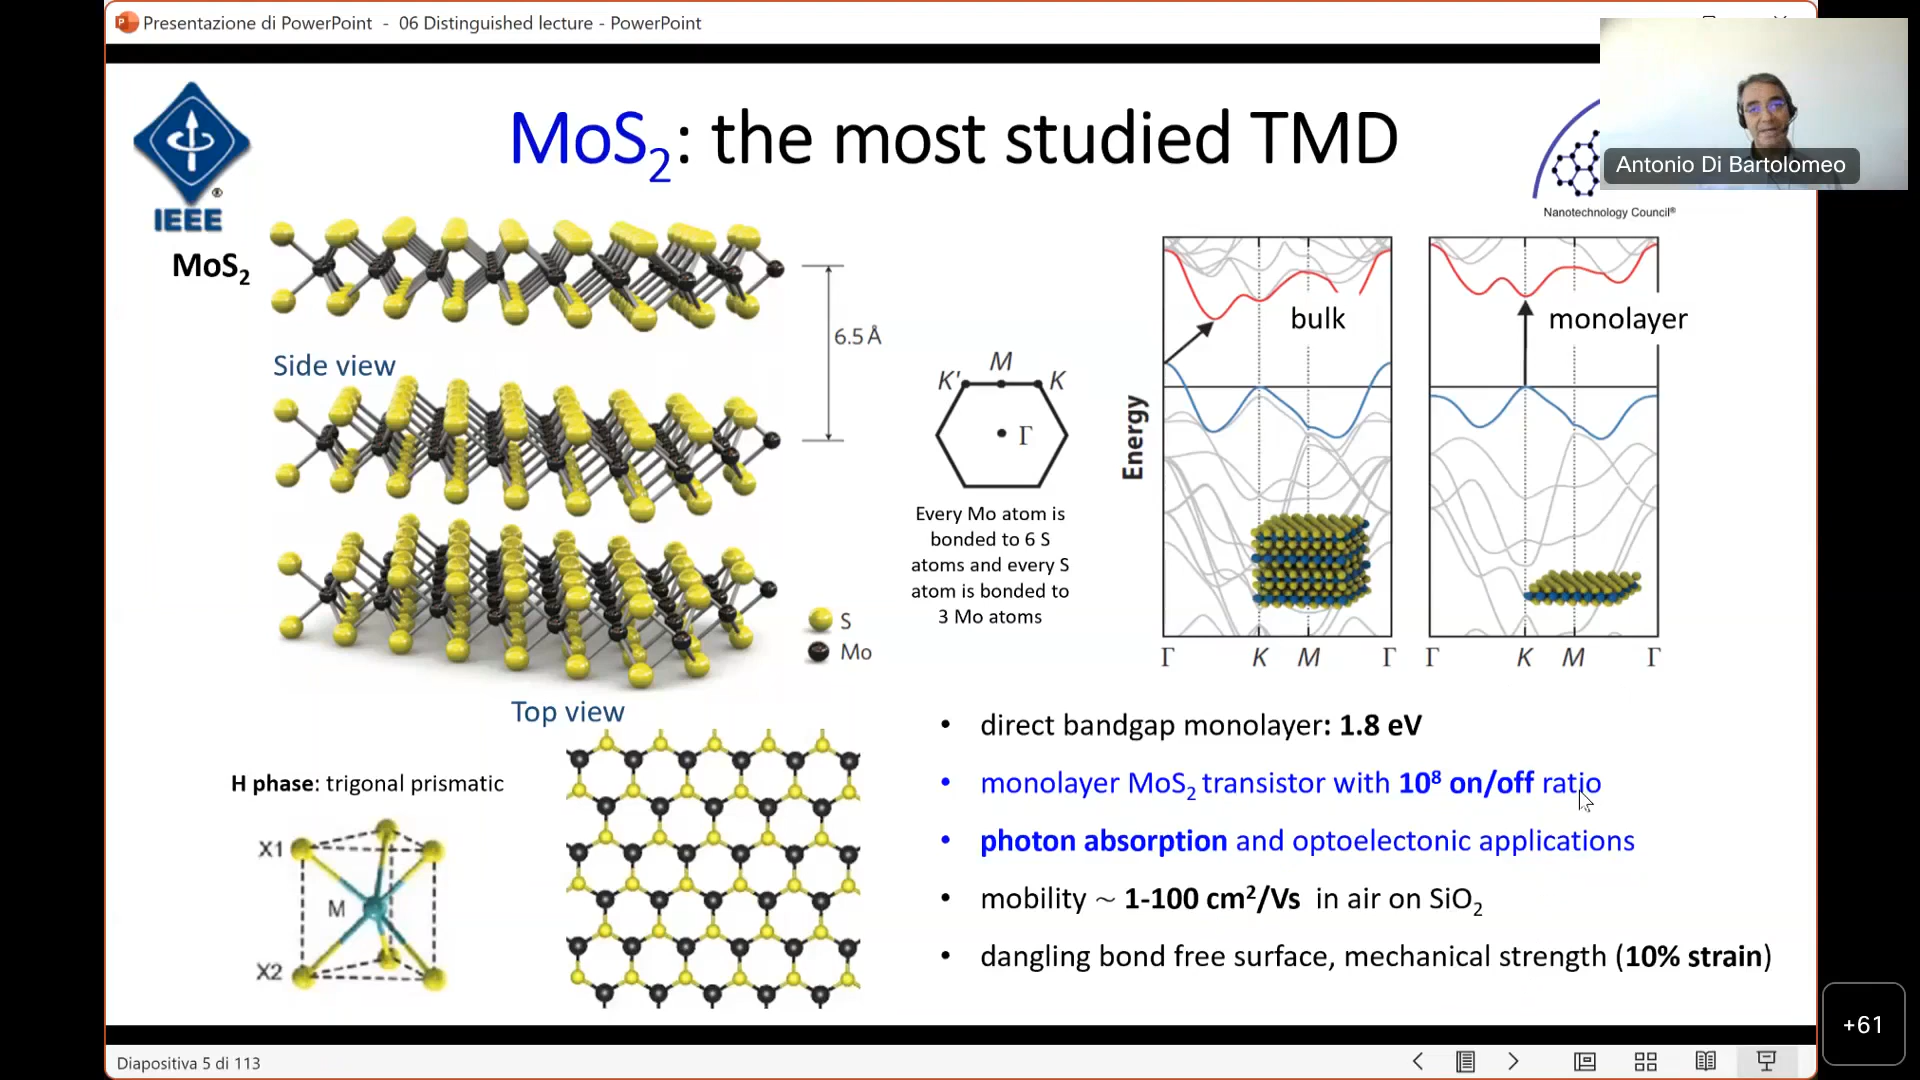 Presentazione di PowerPoint - 06 Distinguished lecture - PowerPoint
Antonio Di Bartolomeo
MoS₂: the most studied TMD
®
IEEE
Nanotechnology Council®
MoS₂
6.5 Å
Side view
S
Mo
K' M K
Γ
Every Mo atom is
bonded to 6 S
atoms and every S
atom is bonded to
3 Mo atoms
Energy
bulk
monolayer
Γ K M Γ
Γ K M Γ
Top view
H phase: trigonal prismatic
X1
M
X2
• direct bandgap monolayer: 1.8 eV
• monolayer MoS₂ transistor with 10⁸ on/off ratio
• photon absorption and optoelectonic applications
• mobility ~ 1-100 cm²/Vs in air on SiO₂
• dangling bond free surface, mechanical strength (10% strain)
+61
Diapositiva 5 di 113